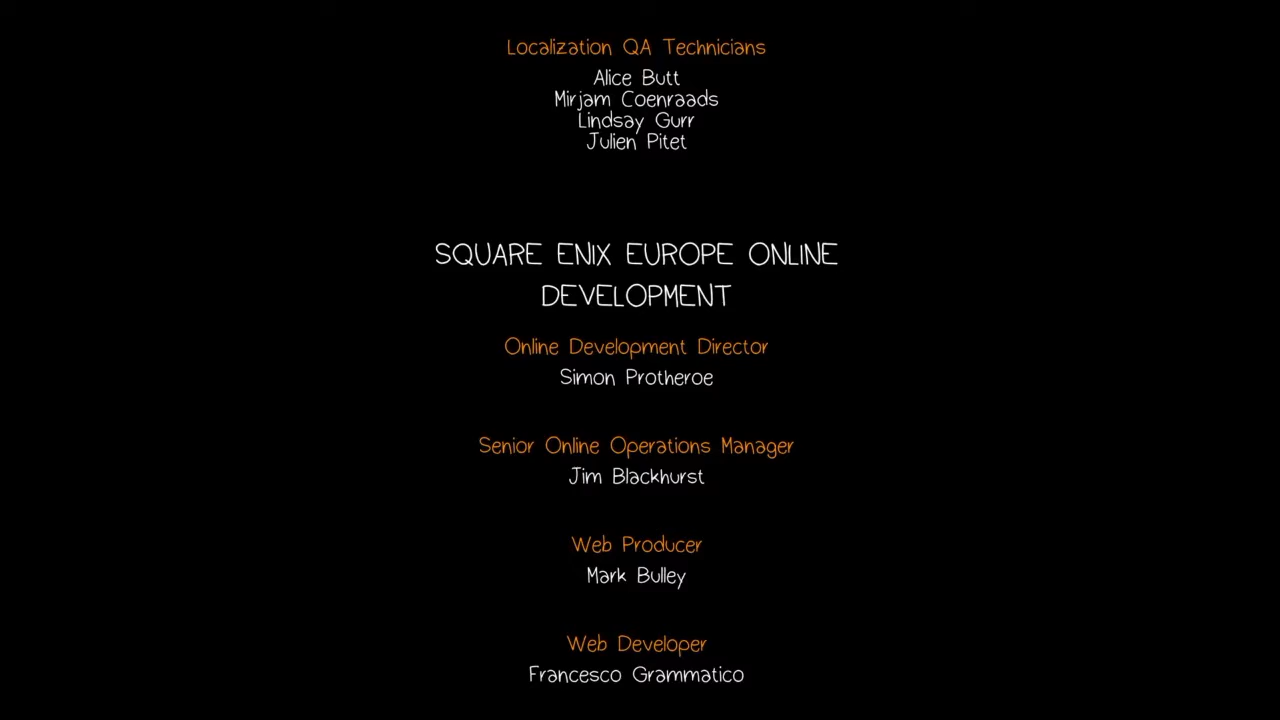 Localization QA Technicians
Alice Butt
Mirjam Coenraads
Lindsay Gurr
Julien Pitet
SQUARE ENIX EUROPE ONLINE
DEVELOPMENT
Online Development Director
Simon Protheroe
Senior Online Operations Manager
Jim Blackhurst
Web Producer
Mark Bulley
Web Developer
Francesco Grammatico